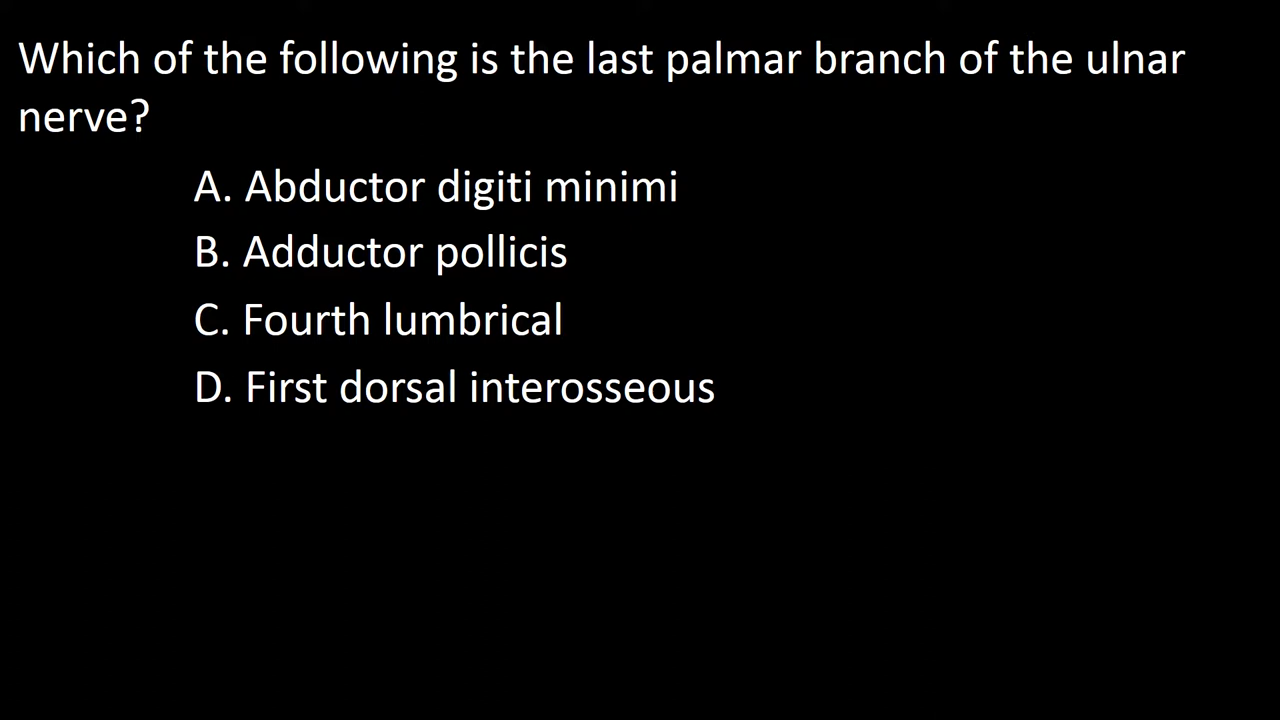 Which of the following is the last palmar branch of the ulnar
nerve?
A. Abductor digiti minimi
B. Adductor pollicis
C. Fourth lumbrical
D. First dorsal interosseous